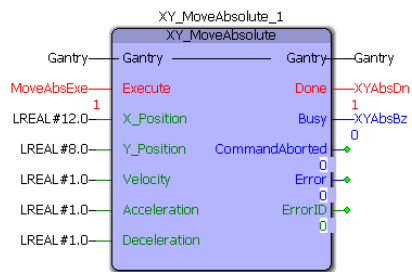 XY_MoveAbsolute_1
XY_MoveAbsolute
Gantry Gantry Gantry Gantry
MoveAbsExe Execute Done XYAbsDn
1 1
LREAL#12.0 X_Position Busy XYAbsBz
0
LREAL#8.0 Y_Position CommandAborted
0
LREAL#1.0 Velocity Error
0
LREAL#1.0 Acceleration ErrorID
0
LREAL#1.0 Deceleration